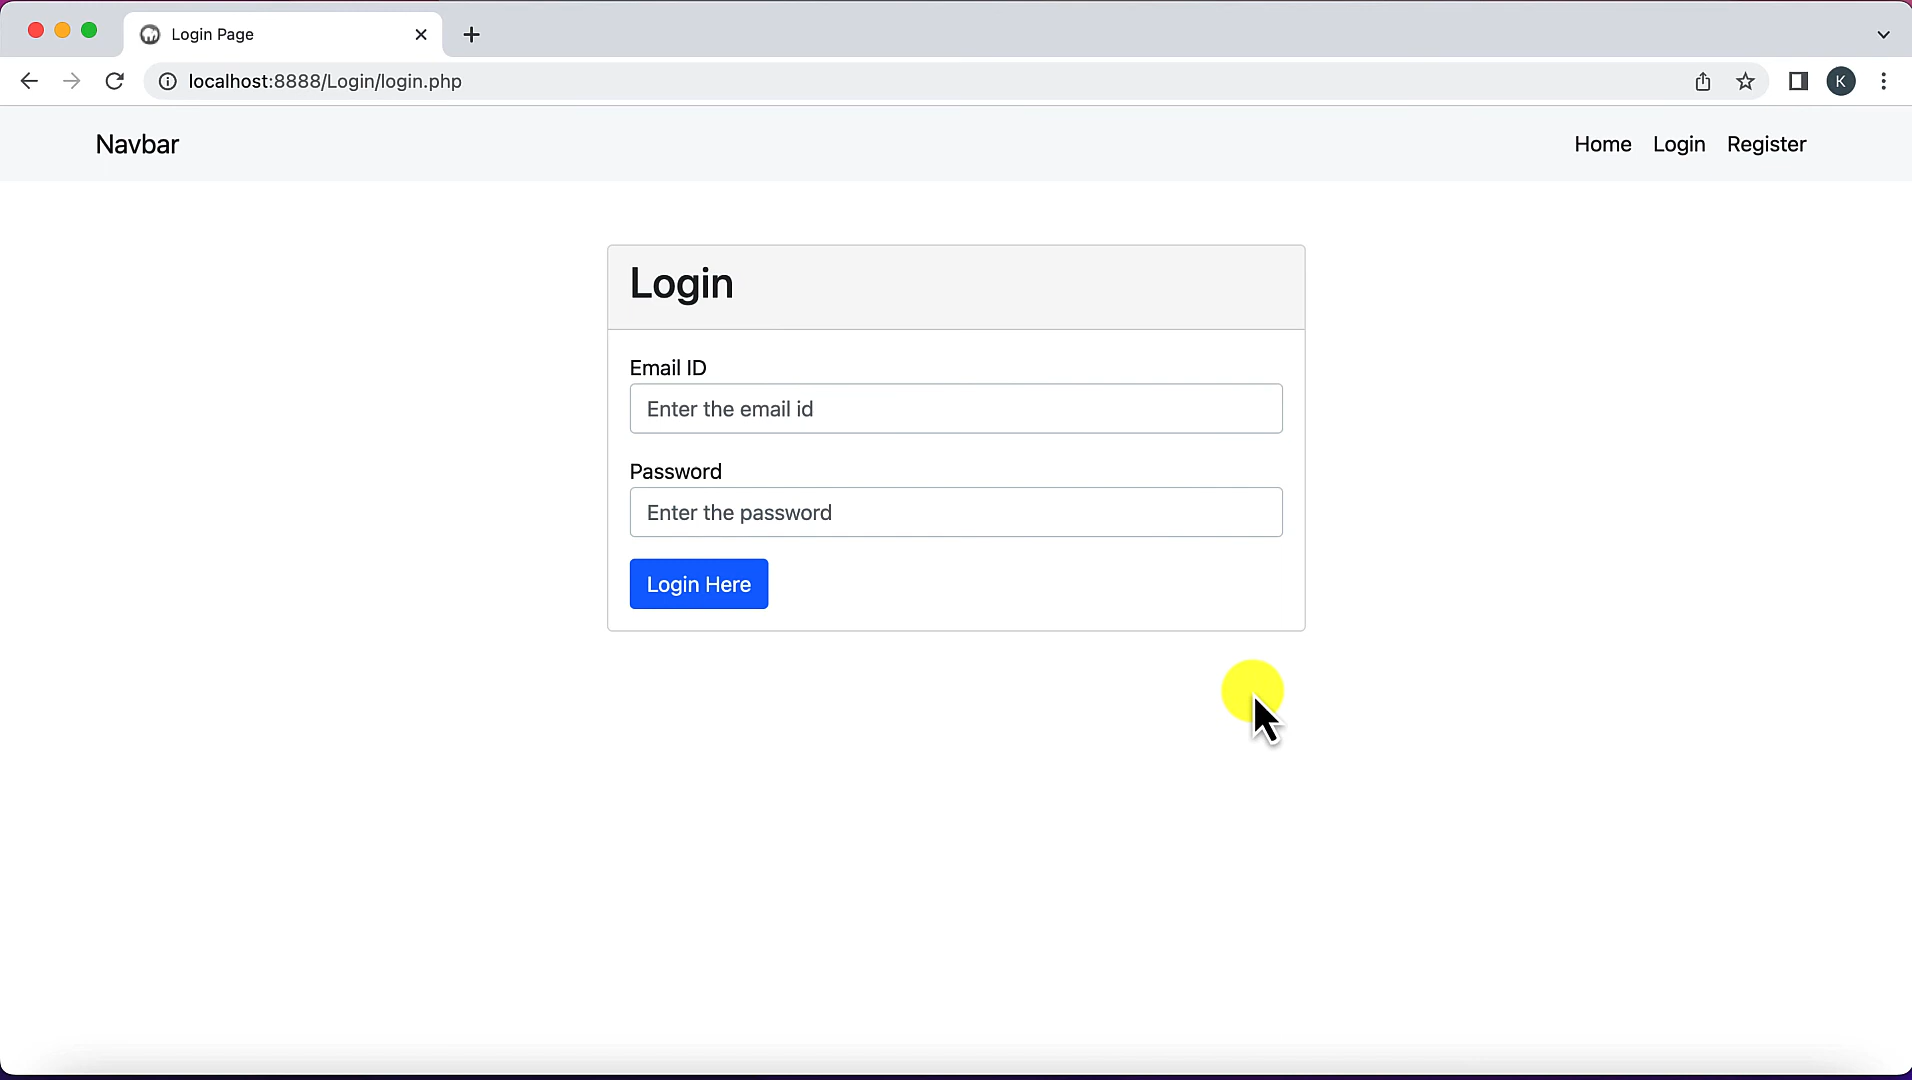 Login Page
localhost:8888/Login/login.php
K
Navbar
Home Login Register
Login
Email ID
Enter the email id
Password
Enter the password
Login Here